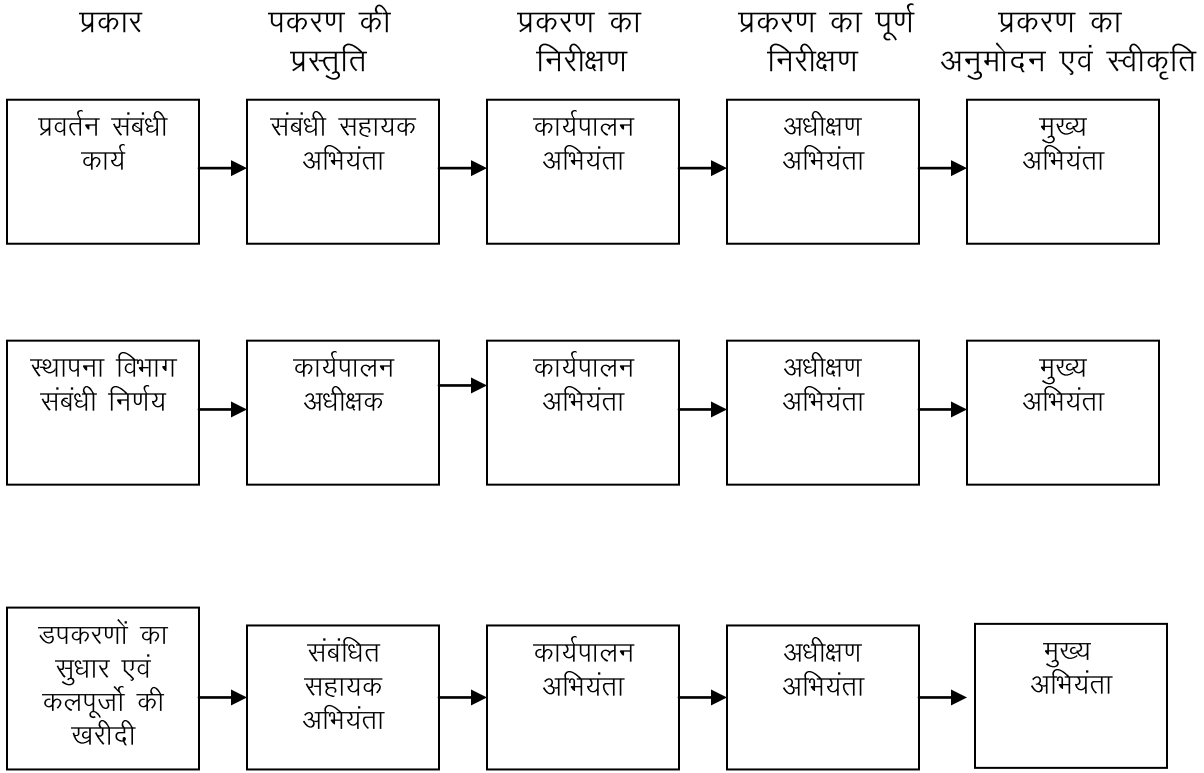 प्रकार
पकरण की
प्रस्तुति
प्रकरण का
निरीक्षण
प्रकरण का पूर्ण
निरीक्षण
प्रकरण का
अनुमोदन एवं स्वीकृति
प्रवर्तन संबंधी
कार्य
संबंधी सहायक
अभियंता
कार्यपालन
अभियंता
अधीक्षण
अभियंता
मुख्य
अभियंता
स्थापना विभाग
संबंधी निर्णय
कार्यपालन
अधीक्षक
कार्यपालन
अभियंता
अधीक्षण
अभियंता
मुख्य
अभियंता
डपकरणों का
सुधार एवं
कलपूर्जो की
खरीदी
संबंधित
सहायक
अभियंता
कार्यपालन
अभियंता
अधीक्षण
अभियंता
मुख्य
अभियंता